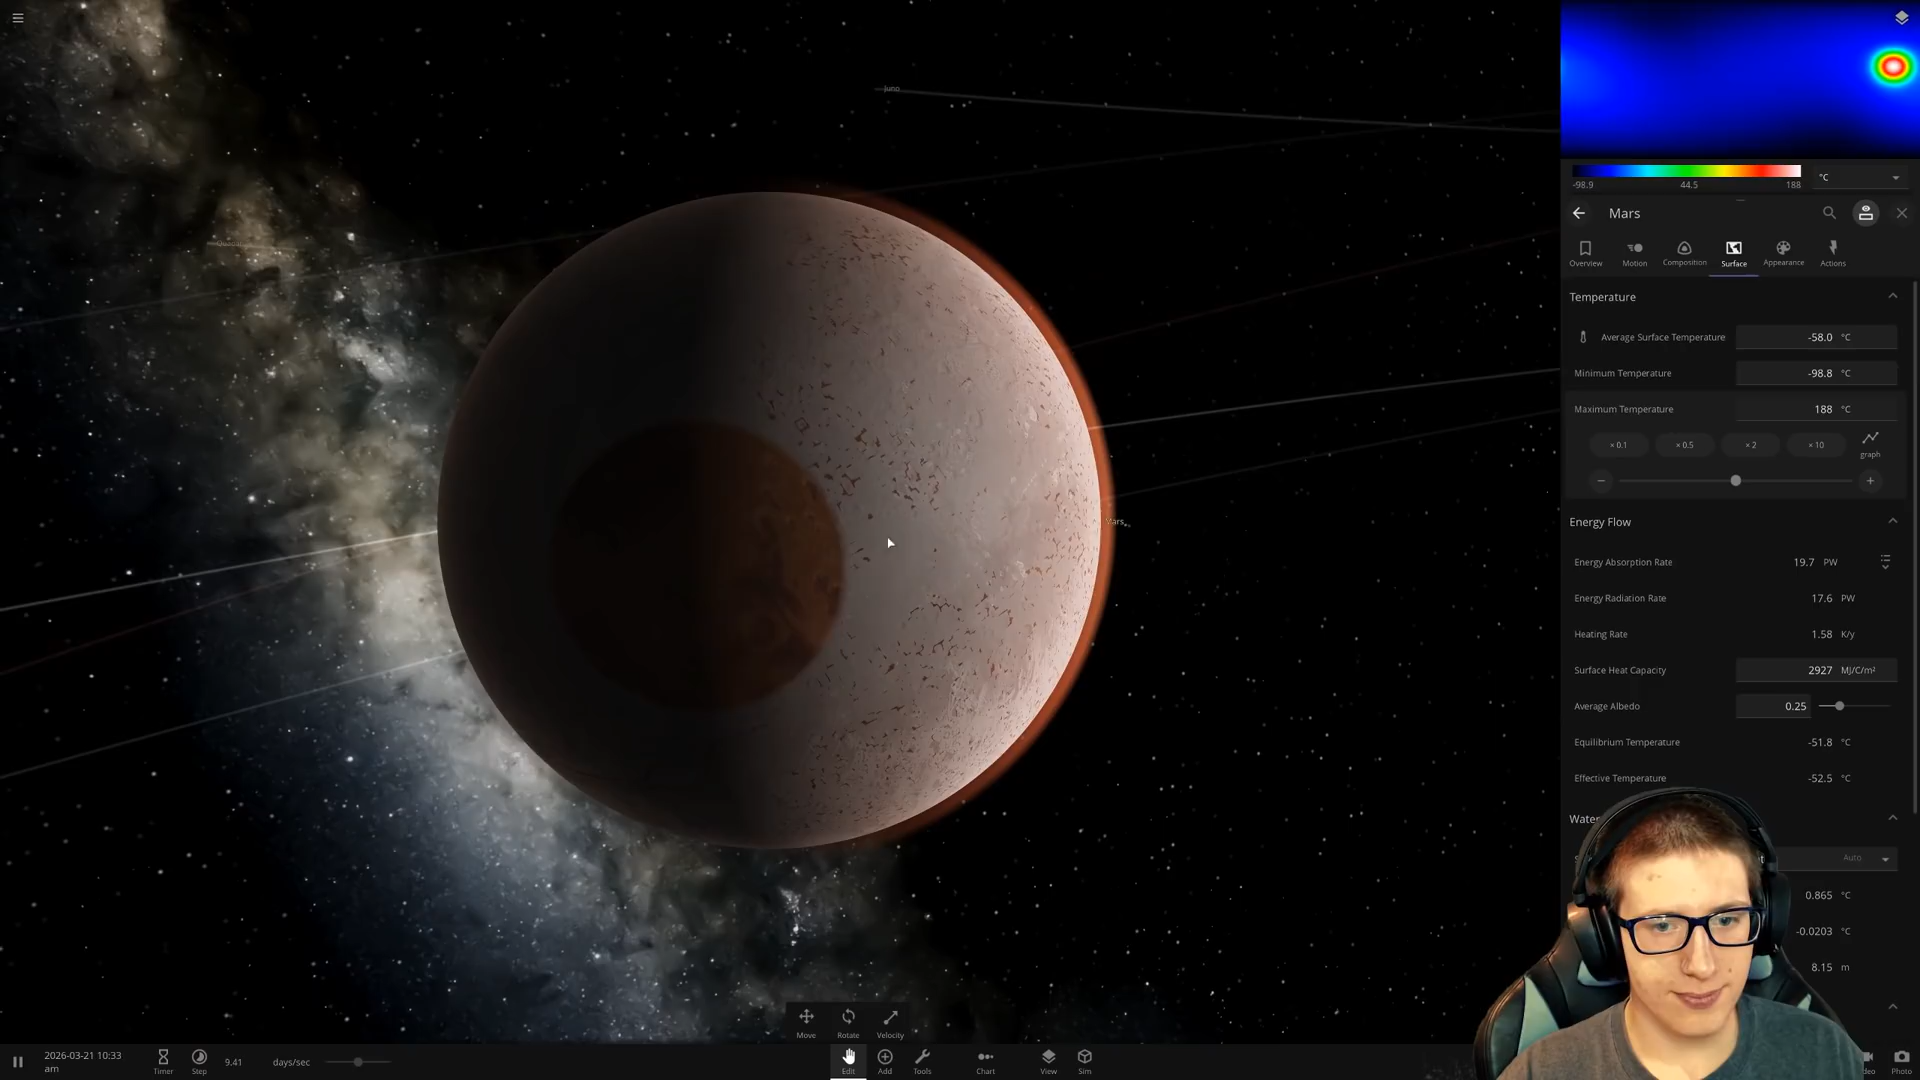 Juno
Quaoar
Mars
-98.9 44.5 188
°C
Mars
Overview Motion Composition Surface Appearance Actions
Temperature
Average Surface Temperature -58.0 °C
Minimum Temperature -98.8 °C
Maximum Temperature 188 °C
× 0.1 × 0.5 × 2 × 10 graph
Energy Flow
Energy Absorption Rate 19.7 PW
Energy Radiation Rate 17.6 PW
Heating Rate 1.58 K/y
Surface Heat Capacity 2927 MJ/C/m²
Average Albedo 0.25
Equilibrium Temperature -51.8 °C
Effective Temperature -52.5 °C
Wate
Auto
0.865 °C
-0.0203 °C
8.15 m
Move Rotate Velocity
2026-03-21 10:33
am
Timer Step 9.41 days/sec
Edit Add Tools Chart View Sim
deo Photo